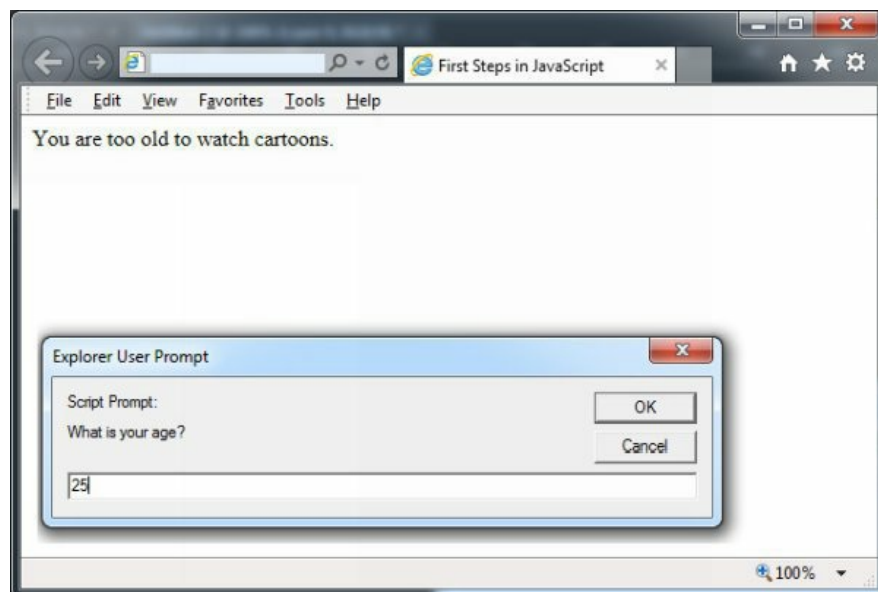 First Steps in JavaScript
File Edit View Favorites Tools Help
You are too old to watch cartoons.
Explorer User Prompt
Script Prompt:
OK
What is your age?
Cancel
25
100%